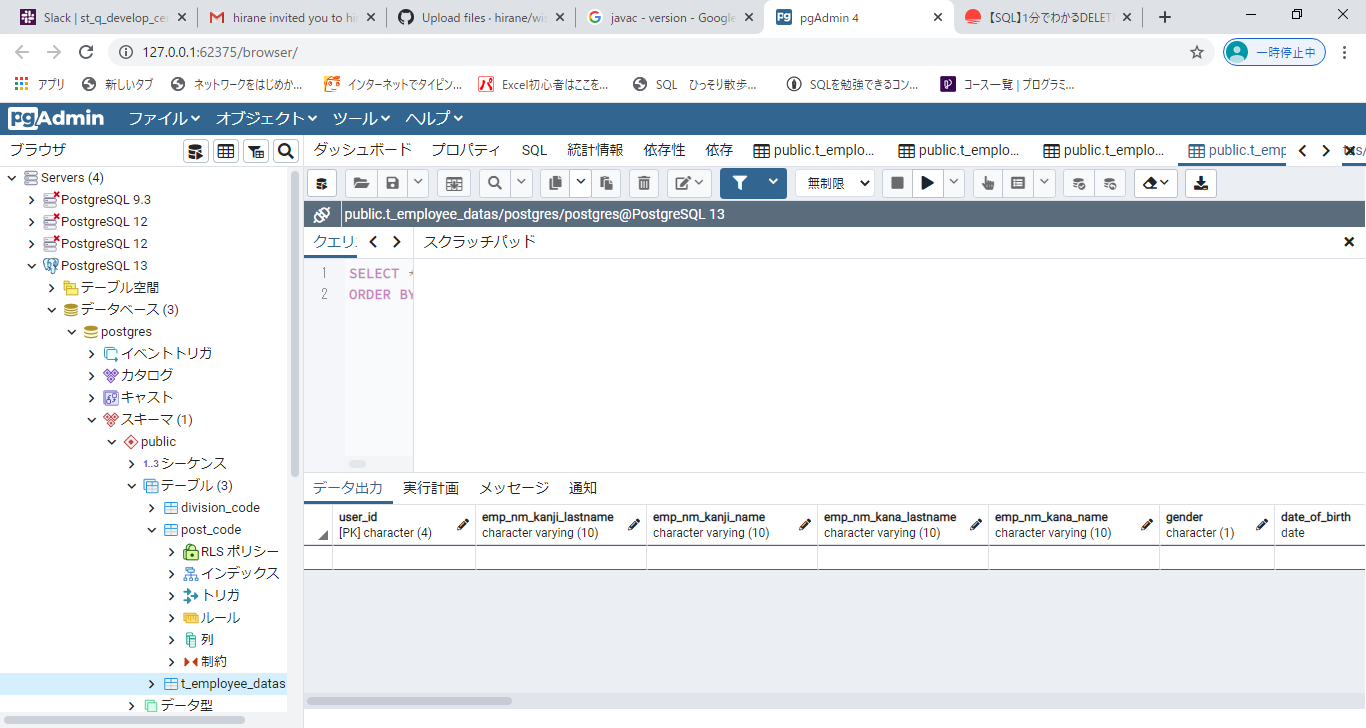 Slack | st_q_develop_ce
hirane invited you to hi
Upload files · hirane/wi
javac - version - Google
pgAdmin 4
【SQL】1分でわかるDELET
127.0.0.1:62375/browser/
一時停止中
アプリ
新しいタブ
ネットワークをはじめか...
インターネットでタイピン...
Excel初心者はここを...
SQL ひっそり散歩...
SQLを勉強できるコン...
コース一覧 | プログラミ...
pgAdmin
ファイル
オブジェクト
ツール
ヘルプ
ブラウザ
ダッシュボード
プロパティ
SQL
統計情報
依存性
依存
public.t_emplo...
public.t_emplo...
public.t_emplo...
public.t_emp
無制限
public.t_employee_datas/postgres/postgres@PostgreSQL 13
クエリ
スクラッチパッド
1 SELECT *
2 ORDER BY
Servers (4)
PostgreSQL 9.3
PostgreSQL 12
PostgreSQL 12
PostgreSQL 13
テーブル空間
データベース (3)
postgres
イベントトリガ
カタログ
キャスト
スキーマ (1)
public
1..3 シーケンス
テーブル (3)
division_code
post_code
RLS ポリシー
インデックス
トリガ
ルール
列
制約
t_employee_datas
データ型
データ出力
実行計画
メッセージ
通知
user_id
[PK] character (4)
emp_nm_kanji_lastname
character varying (10)
emp_nm_kanji_name
character varying (10)
emp_nm_kana_lastname
character varying (10)
emp_nm_kana_name
character varying (10)
gender
character (1)
date_of_birth
date